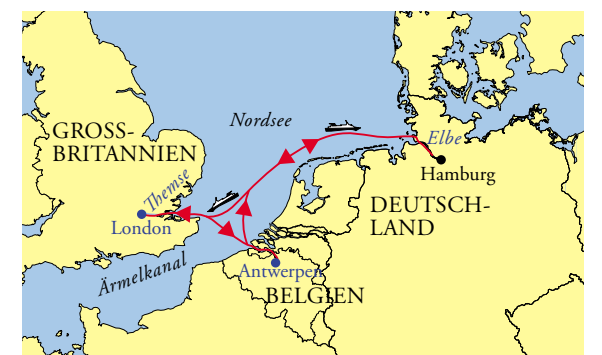 Nordsee
GROSS-
BRITANNIEN
Elbe
Hamburg
Themse
London
DEUTSCH-
LAND
Ärmelkanal
Antwerpen
BELGIEN